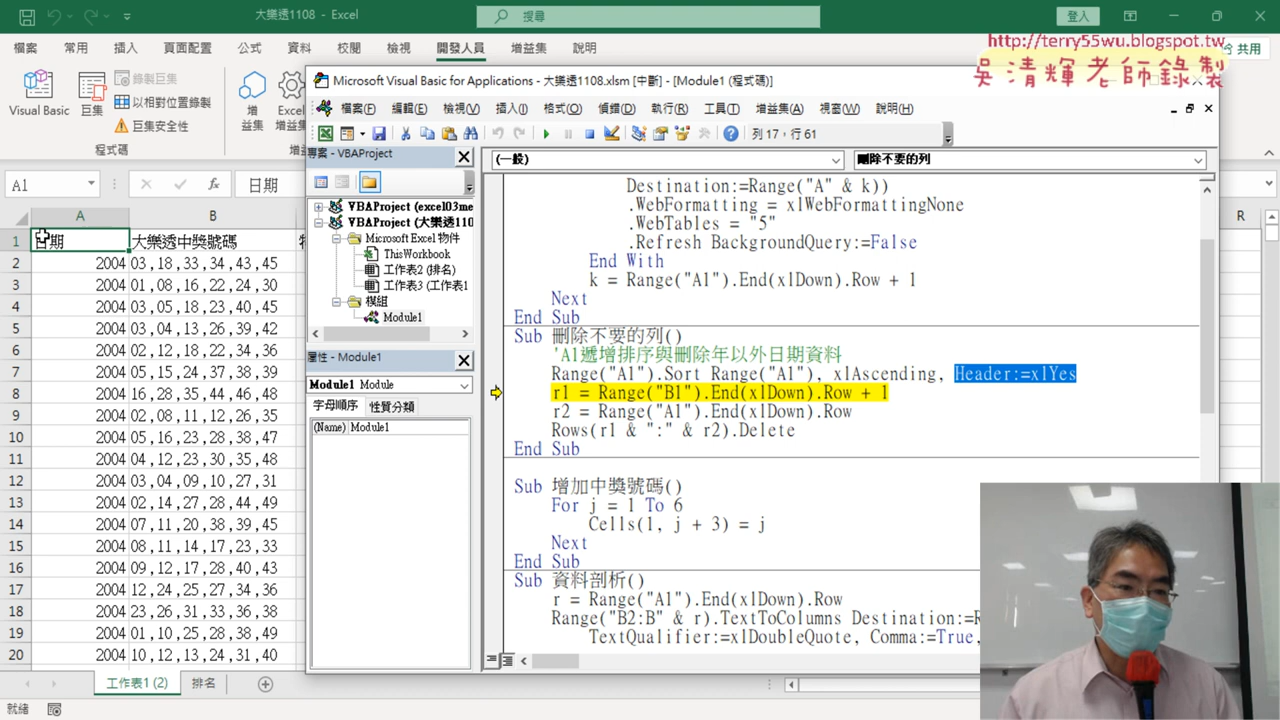 大樂透1108 - Excel
搜尋
登入
檔案 常用 插入 頁面配置 公式 資料 校閱 檢視 開發人員 增益集 說明
共用
http://terry55wu.blogspot.tw
吳清輝老師錄製
Visual Basic
巨集
錄製巨集
以相對位置錄製
巨集安全性
程式碼
增益集
Excel
增益集
Microsoft Visual Basic for Applications - 大樂透1108.xlsm [中斷] - [Module1 (程式碼)]
檔案(F) 編輯(E) 檢視(V) 插入(I) 格式(O) 偵錯(D) 執行(R) 工具(T) 增益集(A) 視窗(W) 說明(H)
列 17，行 61
專案 - VBAProject
VBAProject (excel03me
VBAProject (大樂透110
Microsoft Excel 物件
ThisWorkbook
工作表2 (排名)
工作表3 (工作表1
模組
Module1
屬性 - Module1
Module1 Module
字母順序 性質分類
(Name) Module1
(一般) 刪除不要的列
Destination:=Range("A" & k))
.WebFormatting = xlWebFormattingNone
.WebTables = "5"
.Refresh BackgroundQuery:=False
End With
k = Range("A1").End(xlDown).Row + 1
Next
End Sub
Sub 刪除不要的列()
'A1遞增排序與刪除年以外日期資料
Range("A1").Sort Range("A1"), xlAscending, Header:=xlYes
r1 = Range("B1").End(xlDown).Row + 1
r2 = Range("A1").End(xlDown).Row
Rows(r1 & ":" & r2).Delete
End Sub
Sub 增加中獎號碼()
For j = 1 To 6
Cells(1, j + 3) = j
Next
End Sub
Sub 資料剖析()
r = Range("A1").End(xlDown).Row
Range("B2:B" & r).TextToColumns Destination:=R
TextQualifier:=xlDoubleQuote, Comma:=True,
A1 fx 日期
A B R
1 日期 大樂透中獎號碼
2 2004 03,18,33,34,43,45
3 2004 01,08,16,22,24,30
4 2004 03,05,18,23,40,45
5 2004 03,04,13,26,39,42
6 2004 02,12,18,22,34,36
7 2004 05,15,24,37,38,39
8 2004 16,28,35,44,46,48
9 2004 02,08,11,12,26,35
10 2004 05,16,23,28,38,47
11 2004 04,12,23,30,35,48
12 2004 03,04,09,10,27,31
13 2004 02,14,27,28,44,49
14 2004 07,11,20,38,39,45
15 2004 08,11,14,17,23,33
16 2004 09,12,17,28,40,43
17 2004 12,24,25,27,34,36
18 2004 23,26,31,33,36,38
19 2004 01,10,25,28,38,49
20 2004 10,12,13,24,31,40
工作表1 (2) 排名
就緒